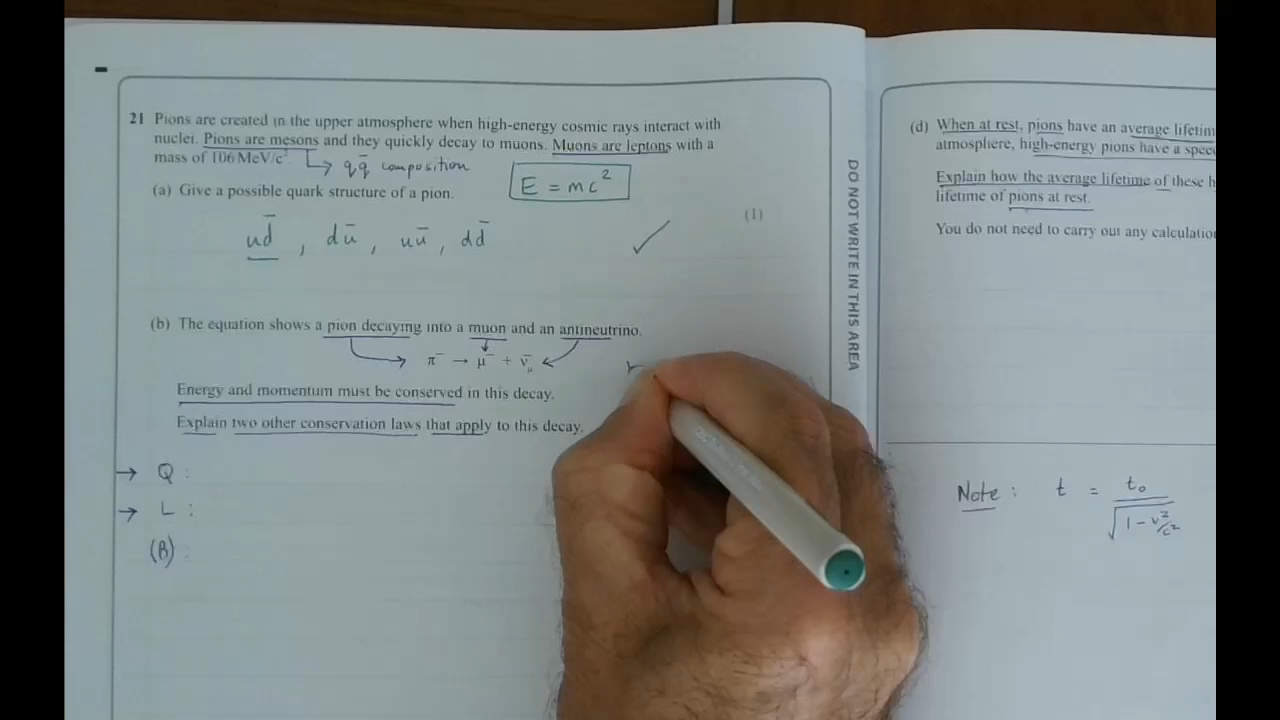 21 Pions are created in the upper atmosphere when high-energy cosmic rays interact with
nuclei. Pions are mesons and they quickly decay to muons. Muons are leptons with a
mass of 106 MeV/c²
qq̄ composition
E = mc²
(a) Give a possible quark structure of a pion.
(1)
ud̄ , dū , uū , dd̄
(b) The equation shows a pion decaying into a muon and an antineutrino.
π⁻ → μ⁻ + ν̄μ
Energy and momentum must be conserved in this decay.
Explain two other conservation laws that apply to this decay.
→ Q :
→ L :
(B) :
DO NOT WRITE IN THIS AREA
(d) When at rest, pions have an average lifetim
atmosphere, high-energy pions have a spee
Explain how the average lifetime of these h
lifetime of pions at rest.
You do not need to carry out any calculatio
Note : t = t₀ / √(1 - v²/c²)